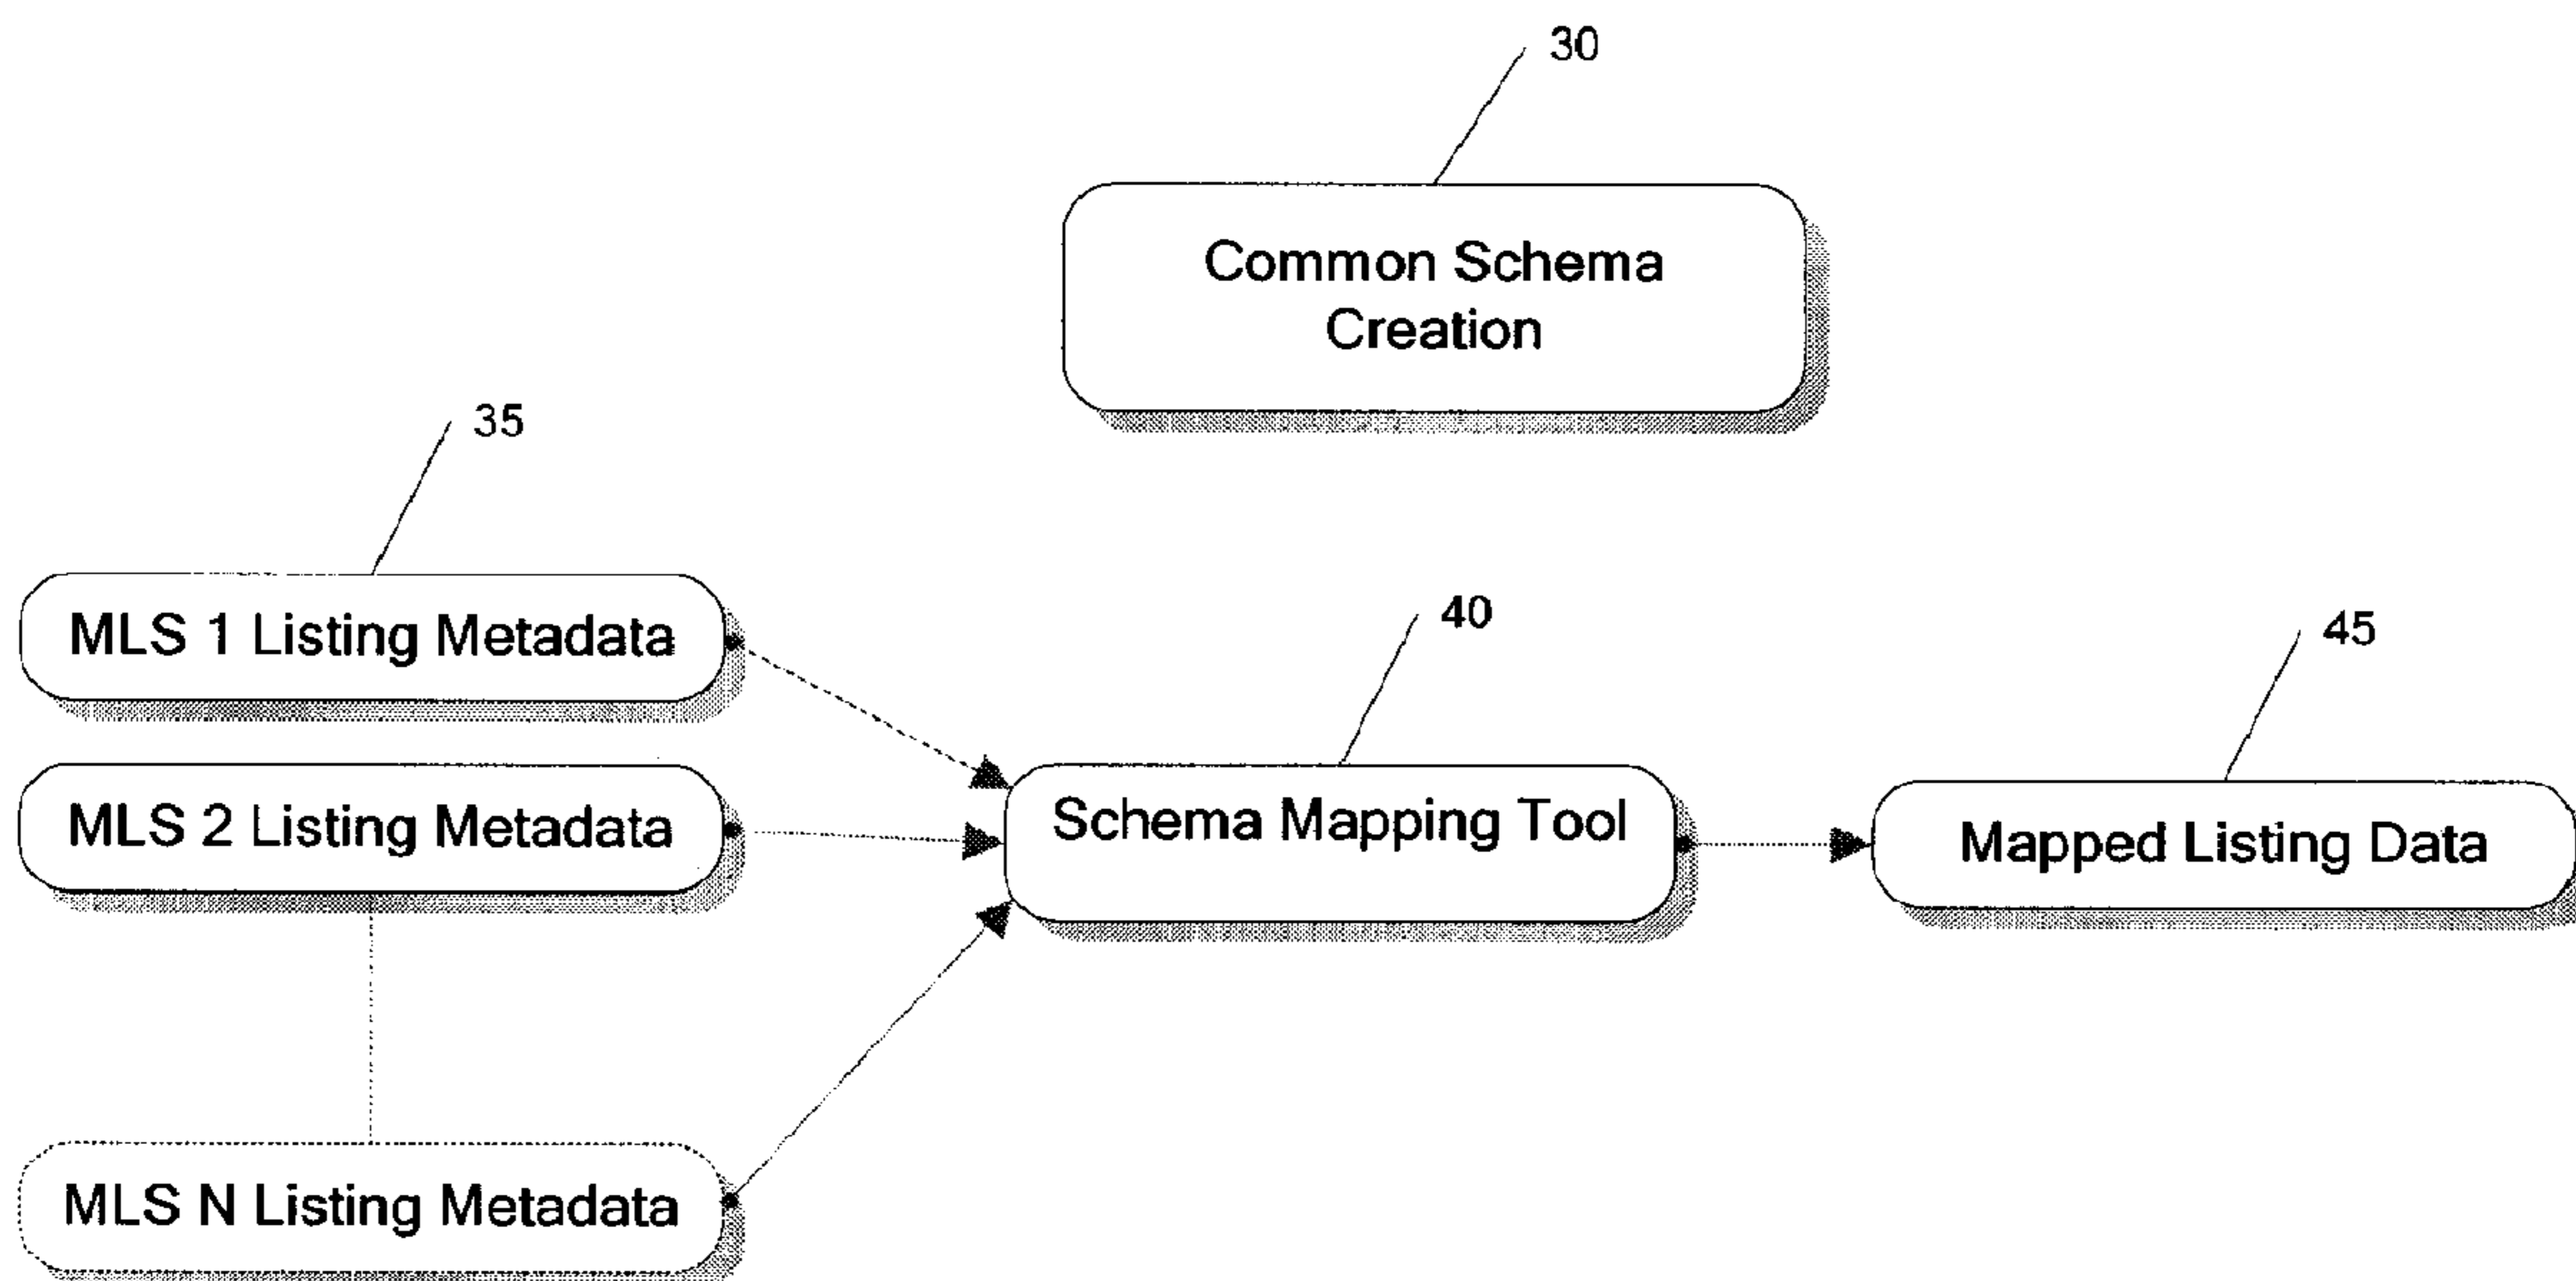 30
Common Schema
Creation
35
MLS 1 Listing Metadata
40
45
MLS 2 Listing Metadata
Schema Mapping Tool
Mapped Listing Data
MLS N Listing Metadata